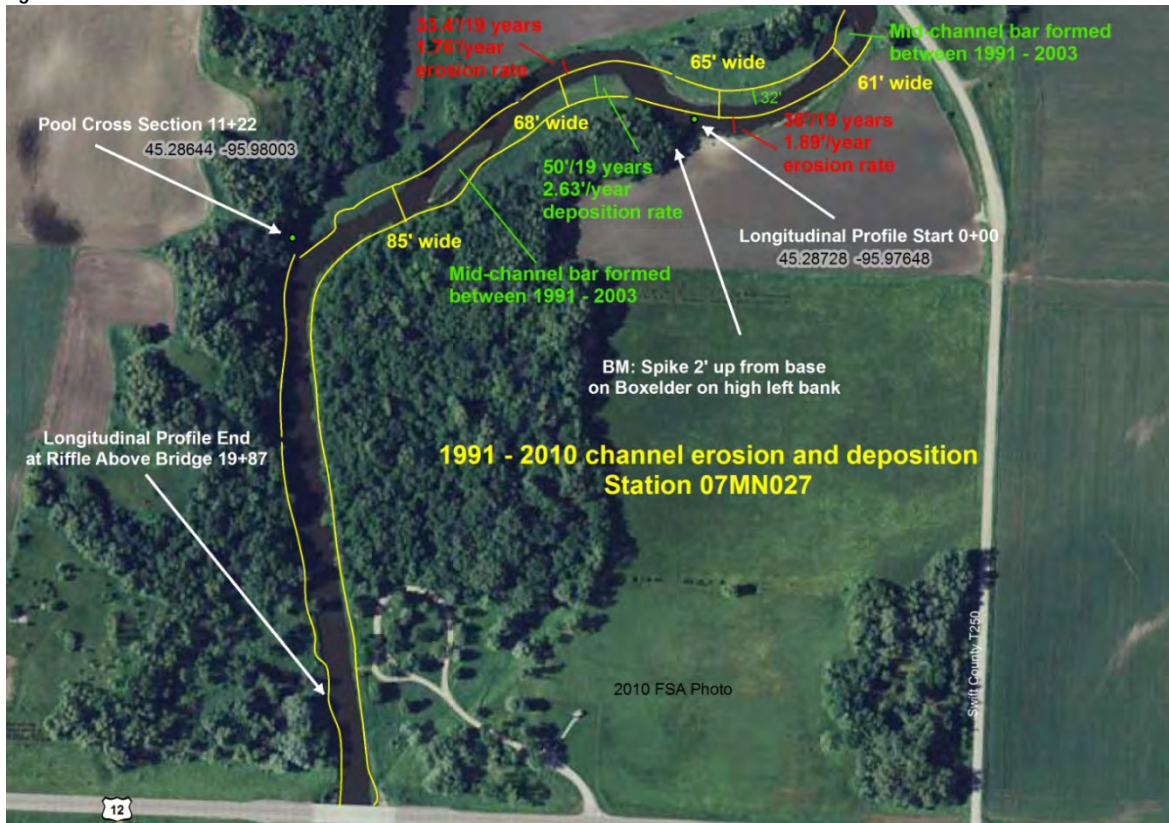 33.4'/19 years
1.76'/year
erosion rate
65' wide
Mid-channel bar formed
between 1991 - 2003
61' wide
32'
Pool Cross Section 11+22
45.28644 -95.98003
68' wide
36'/19 years
1.89'/year
erosion rate
50'/19 years
2.63'/year
deposition rate
85' wide
Longitudinal Profile Start 0+00
45.28728 -95.97648
Mid-channel bar formed
between 1991 - 2003
BM: Spike 2' up from base
on Boxelder on high left bank
Longitudinal Profile End
at Riffle Above Bridge 19+87
1991 - 2010 channel erosion and deposition
Station 07MN027
2010 FSA Photo
Swift County T250
12